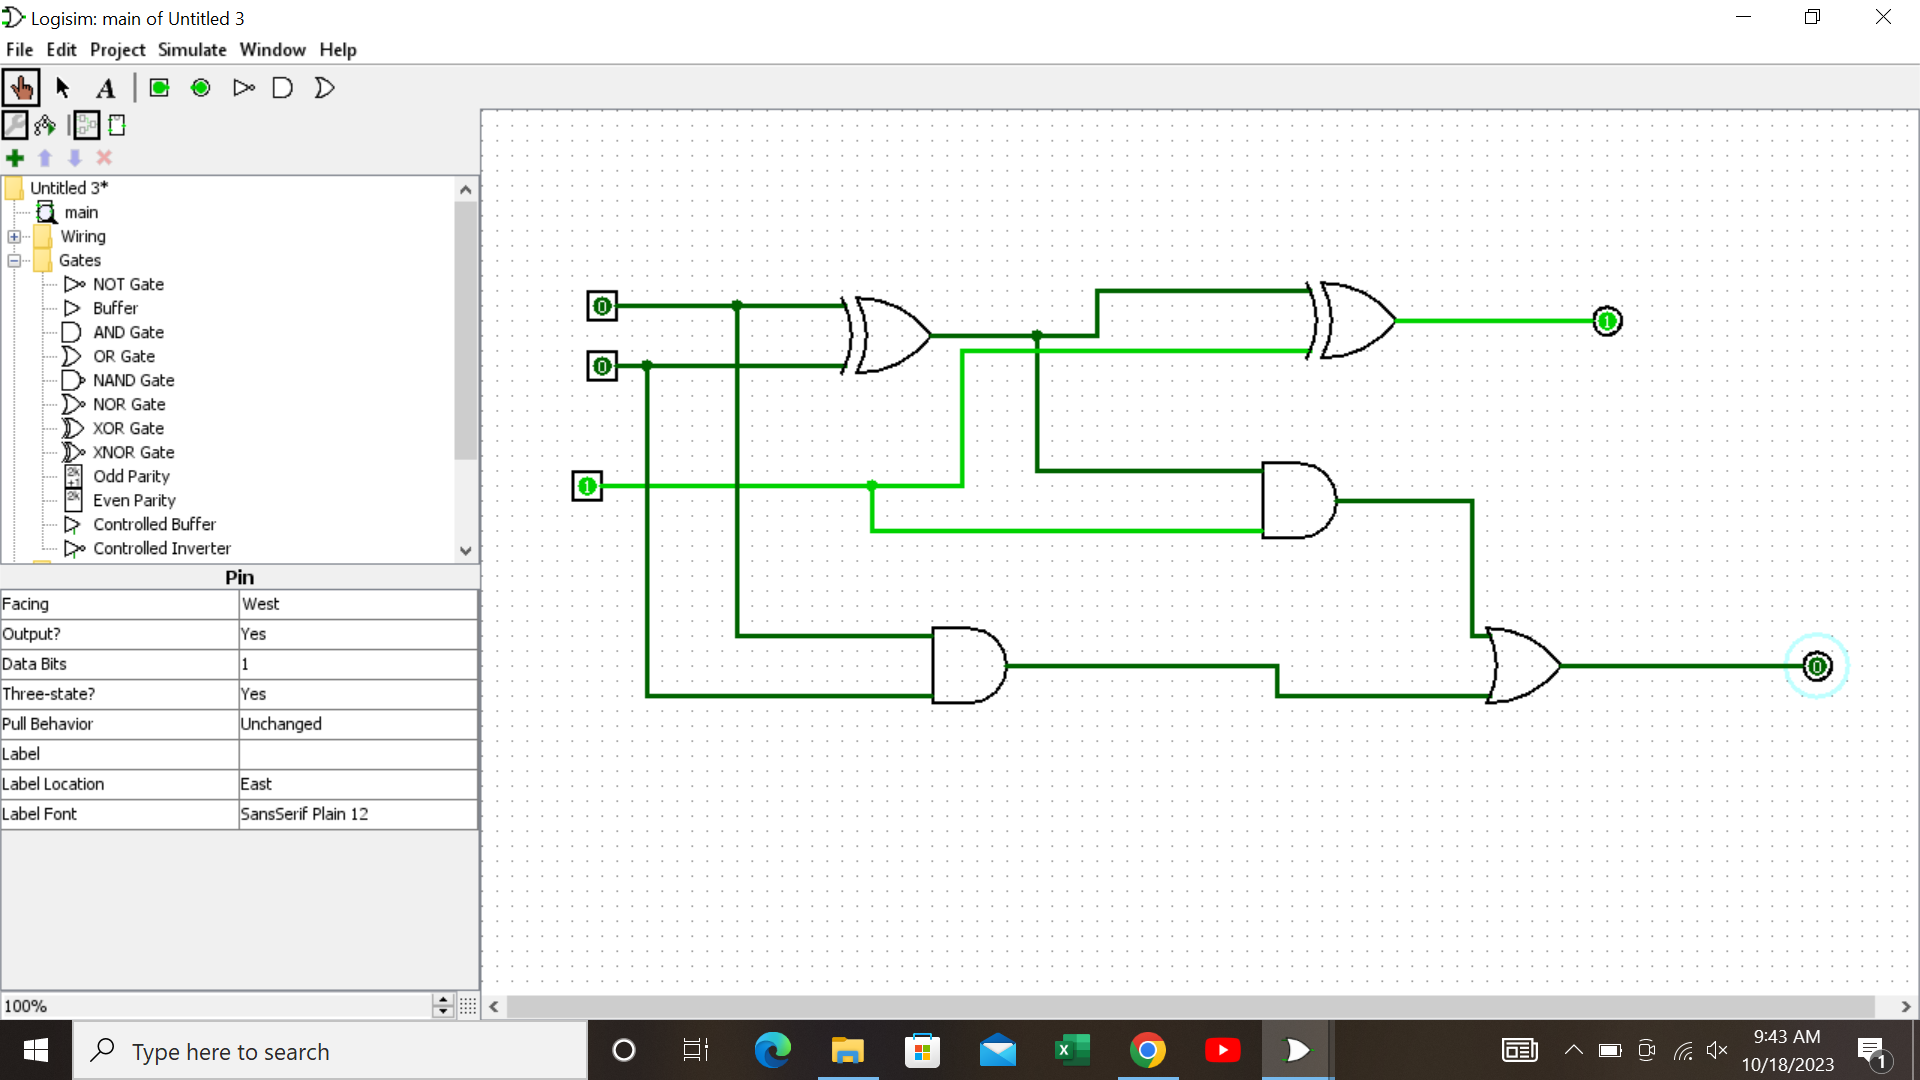 Logisim: main of Untitled 3
File Edit Project Simulate Window Help
A
Untitled 3*
main
Wiring
Gates
NOT Gate
Buffer
AND Gate
OR Gate
NAND Gate
NOR Gate
XOR Gate
XNOR Gate
2k+1 Odd Parity
2k Even Parity
Controlled Buffer
Controlled Inverter
Pin
Facing West
Output? Yes
Data Bits 1
Three-state? Yes
Pull Behavior Unchanged
Label
Label Location East
Label Font SansSerif Plain 12
100%
0
0
1
1
0
Type here to search
X
9:43 AM
10/18/2023
1